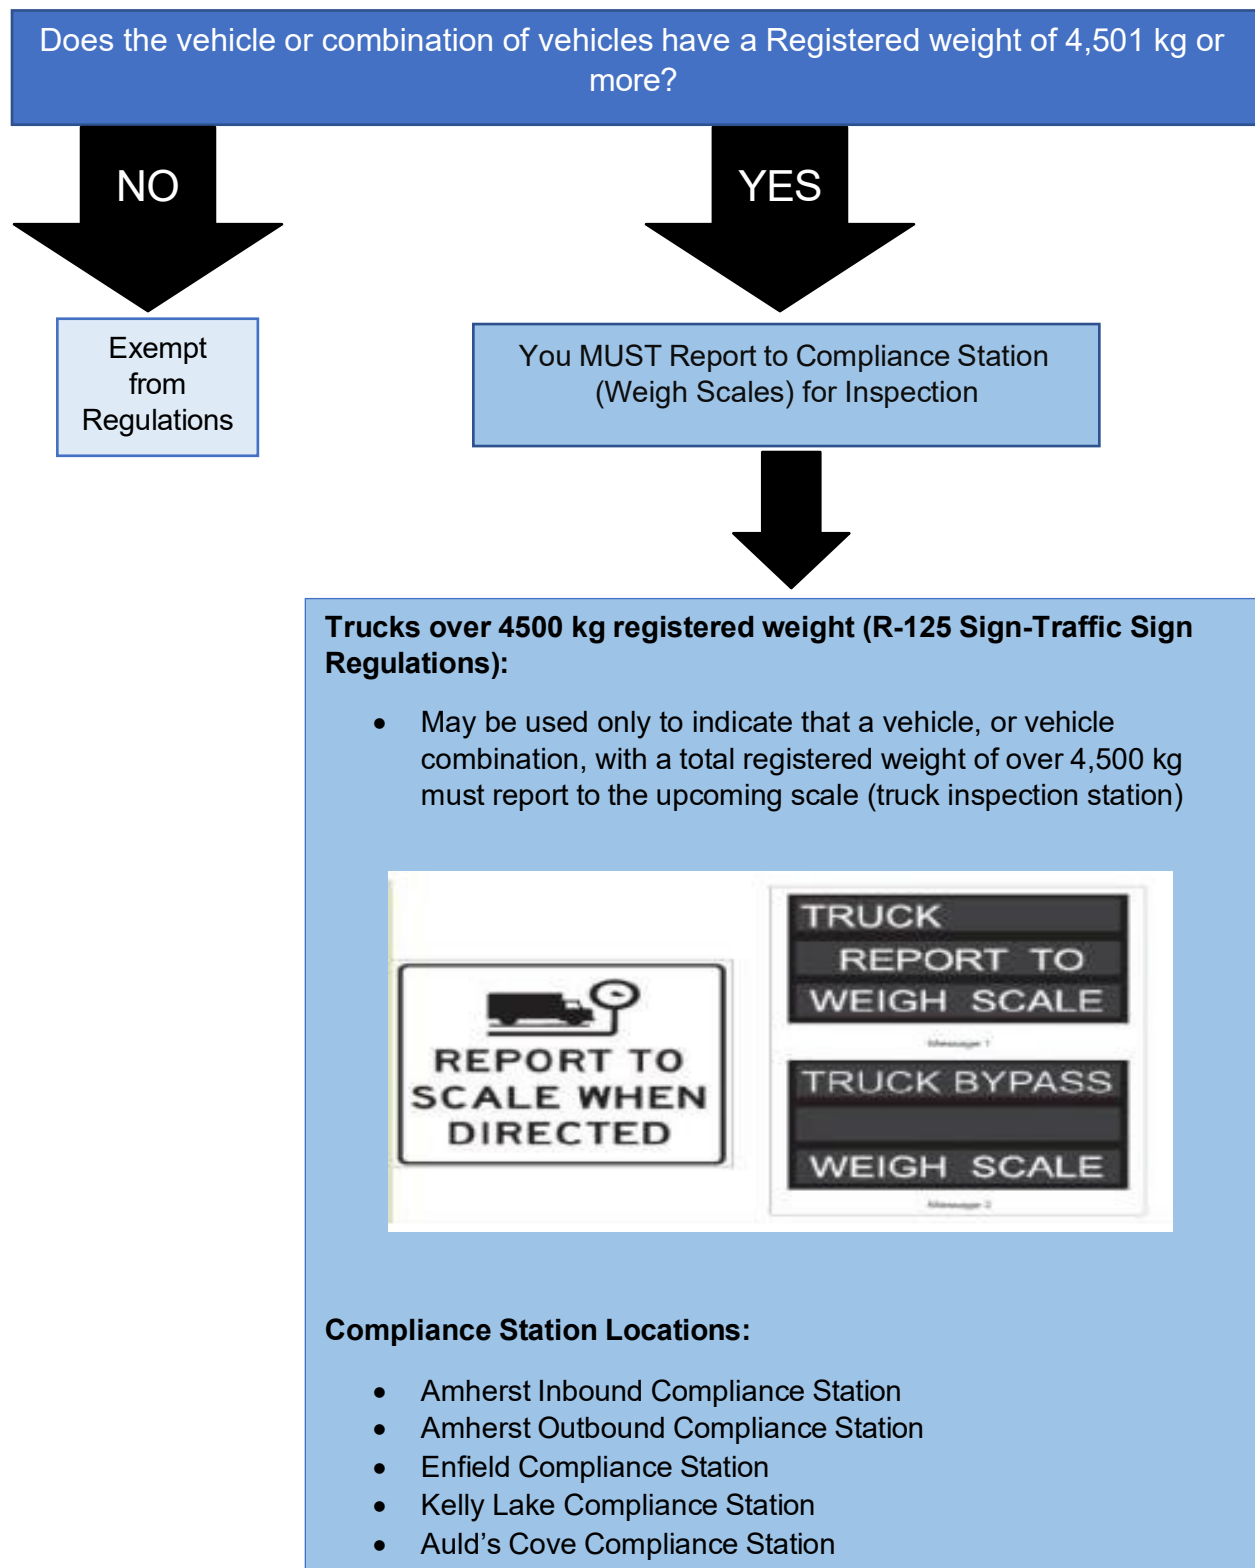 Does the vehicle or combination of vehicles have a Registered weight of 4,501 kg or
more?
NO
YES
Exempt
from
Regulations
You MUST Report to Compliance Station
(Weigh Scales) for Inspection
Trucks over 4500 kg registered weight (R-125 Sign-Traffic Sign
Regulations):
• May be used only to indicate that a vehicle, or vehicle
combination, with a total registered weight of over 4,500 kg
must report to the upcoming scale (truck inspection station)
REPORT TO
SCALE WHEN
DIRECTED
TRUCK
REPORT TO
WEIGH SCALE
Message 1
TRUCK BYPASS
WEIGH SCALE
Message 2
Compliance Station Locations:
• Amherst Inbound Compliance Station
• Amherst Outbound Compliance Station
• Enfield Compliance Station
• Kelly Lake Compliance Station
• Auld’s Cove Compliance Station